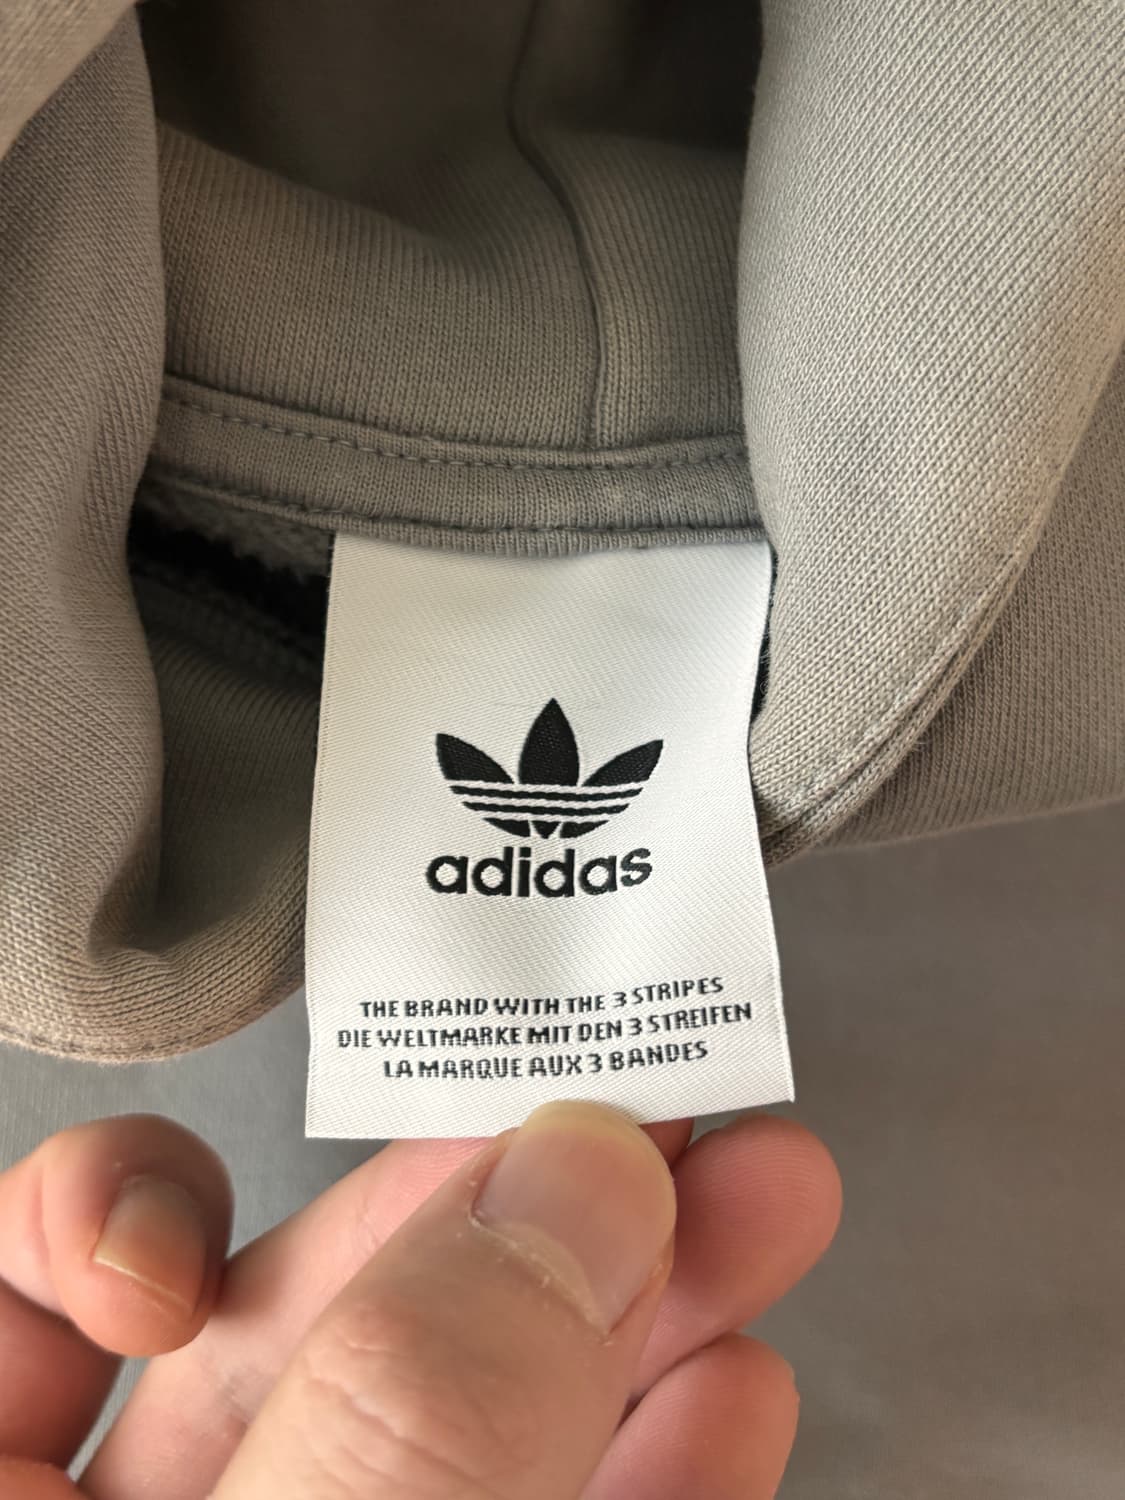 adidas
THE BRAND WITH THE 3 STRIPES
DIE WELTMARKE MIT DEN 3 STREIFEN
LA MARQUE AUX 3 BANDES